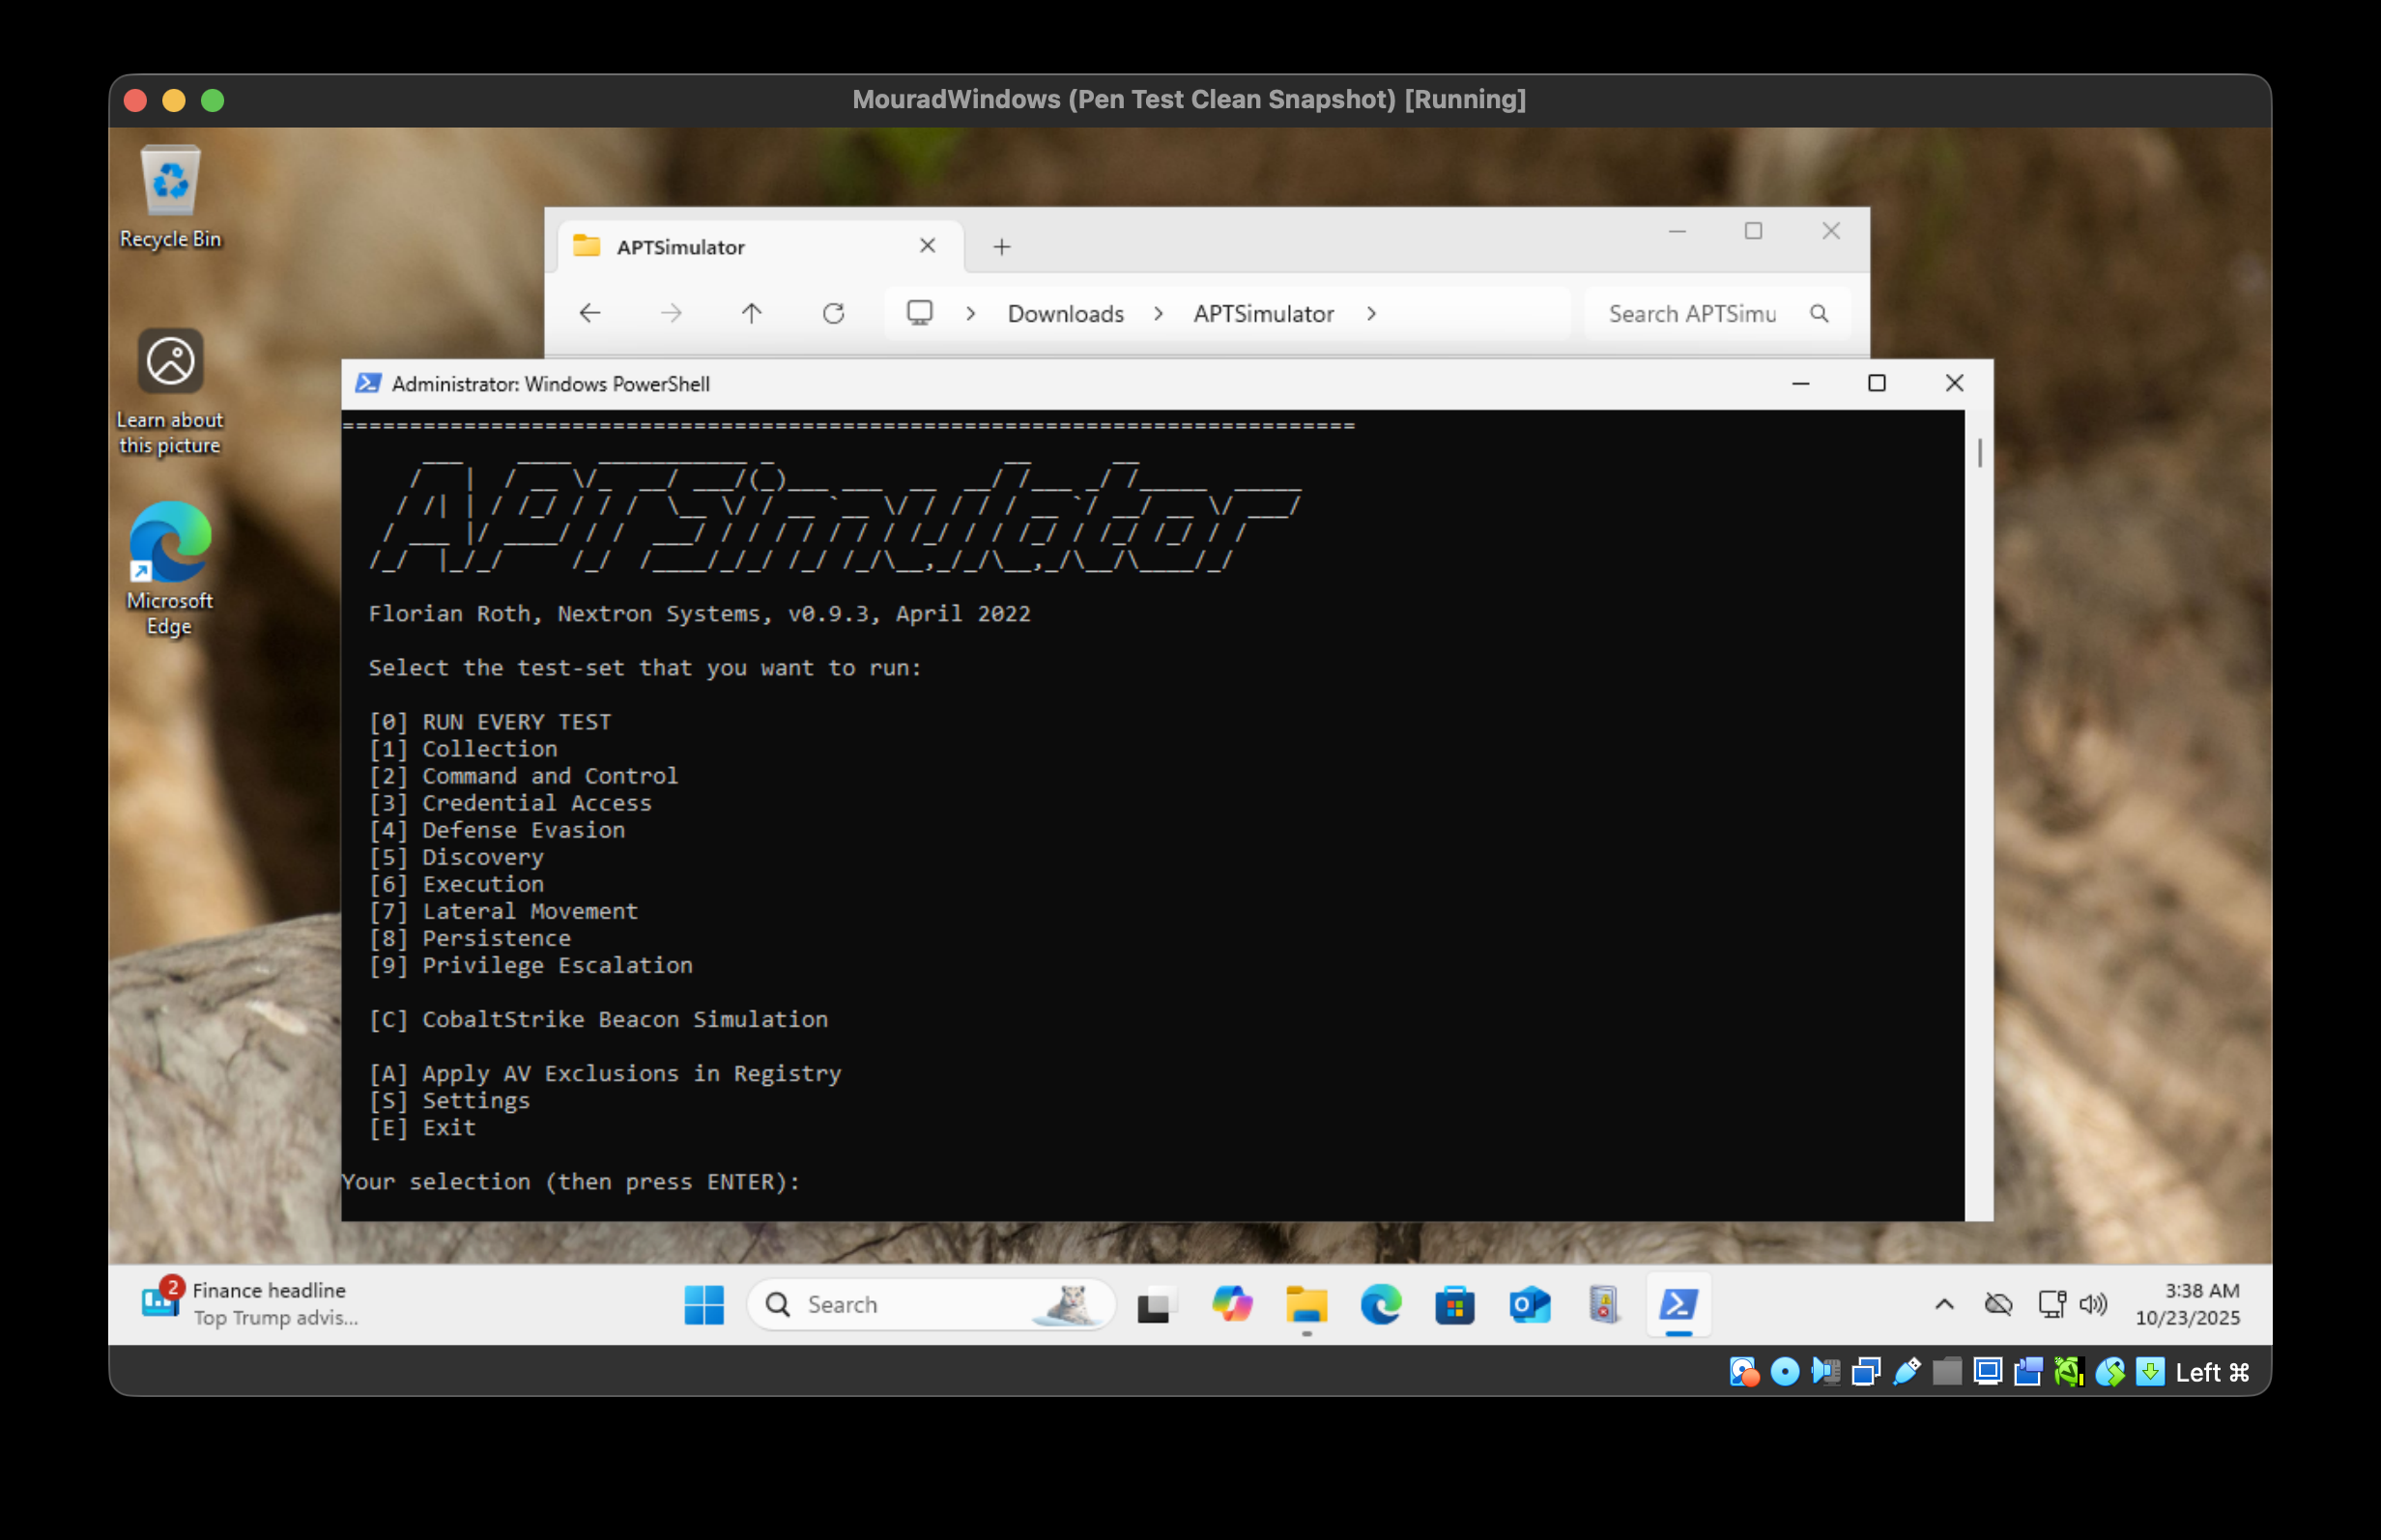 MouradWindows (Pen Test Clean Snapshot) [Running]
Recycle Bin
Learn about
this picture
Microsoft
Edge
APTSimulator
Downloads
APTSimulator
Search APTSimu
Administrator: Windows PowerShell
===========================================================================
APTSimulator
Florian Roth, Nextron Systems, v0.9.3, April 2022
Select the test-set that you want to run:
[0] RUN EVERY TEST
[1] Collection
[2] Command and Control
[3] Credential Access
[4] Defense Evasion
[5] Discovery
[6] Execution
[7] Lateral Movement
[8] Persistence
[9] Privilege Escalation
[C] CobaltStrike Beacon Simulation
[A] Apply AV Exclusions in Registry
[S] Settings
[E] Exit
Your selection (then press ENTER):
2
Finance headline
Top Trump advis...
Search
3:38 AM
10/23/2025
Left ⌘